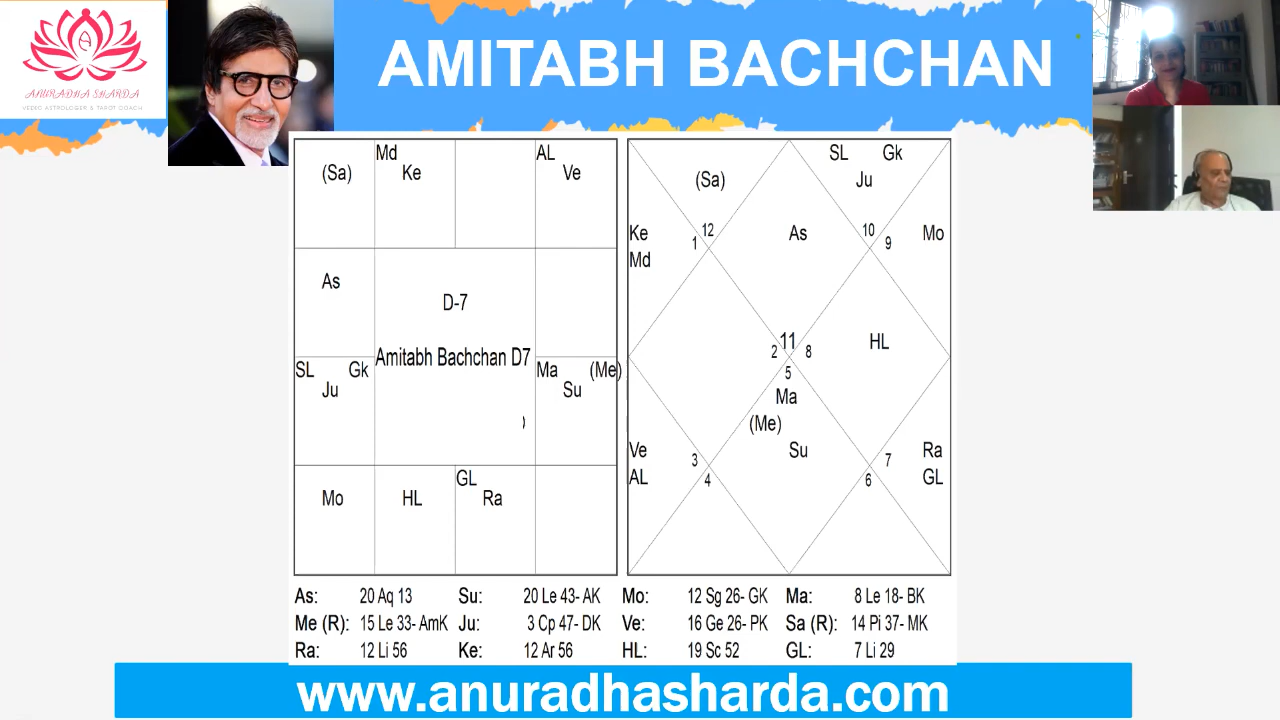 ANURADHA SHARDA
VEDIC ASTROLOGER & TAROT COACH
AMITABH BACHCHAN
(Sa)
Md
Ke
AL
Ve
As
D-7
Amitabh Bachchan D7
SL Gk
Ju
Ma (Me)
Su
Mo
HL
GL
Ra
SL Gk
Ju
(Sa)
Ke
Md
1
12
As
10
9
Mo
11
2
8
HL
5
Ma
(Me)
Su
Ve
AL
3
4
7
6
Ra
GL
As: 20 Aq 13 Su: 20 Le 43- AK Mo: 12 Sg 26- GK Ma: 8 Le 18- BK
Me (R): 15 Le 33- AmK Ju: 3 Cp 47- DK Ve: 16 Ge 26- PK Sa (R): 14 Pi 37- MK
Ra: 12 Li 56 Ke: 12 Ar 56 HL: 19 Sc 52 GL: 7 Li 29
www.anuradhasharda.com